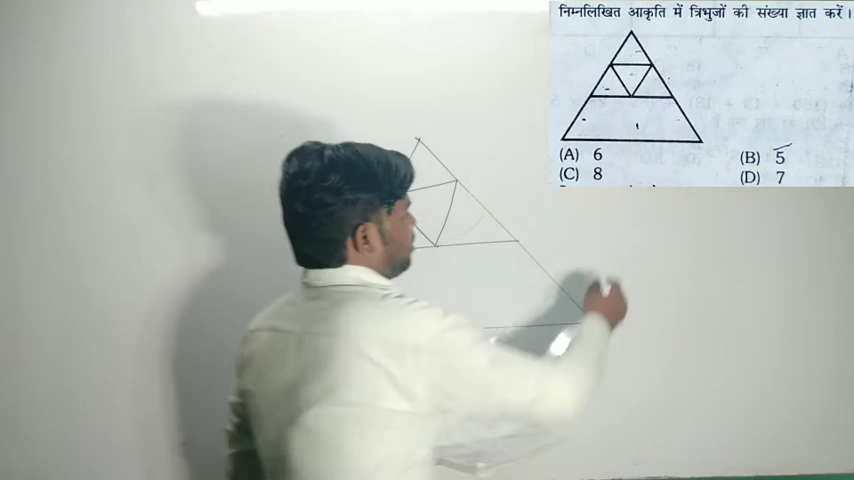 निम्नलिखित आकृति में त्रिभुजों की संख्या ज्ञात करें।
(A) 6 (B) 5
(C) 8 (D) 7